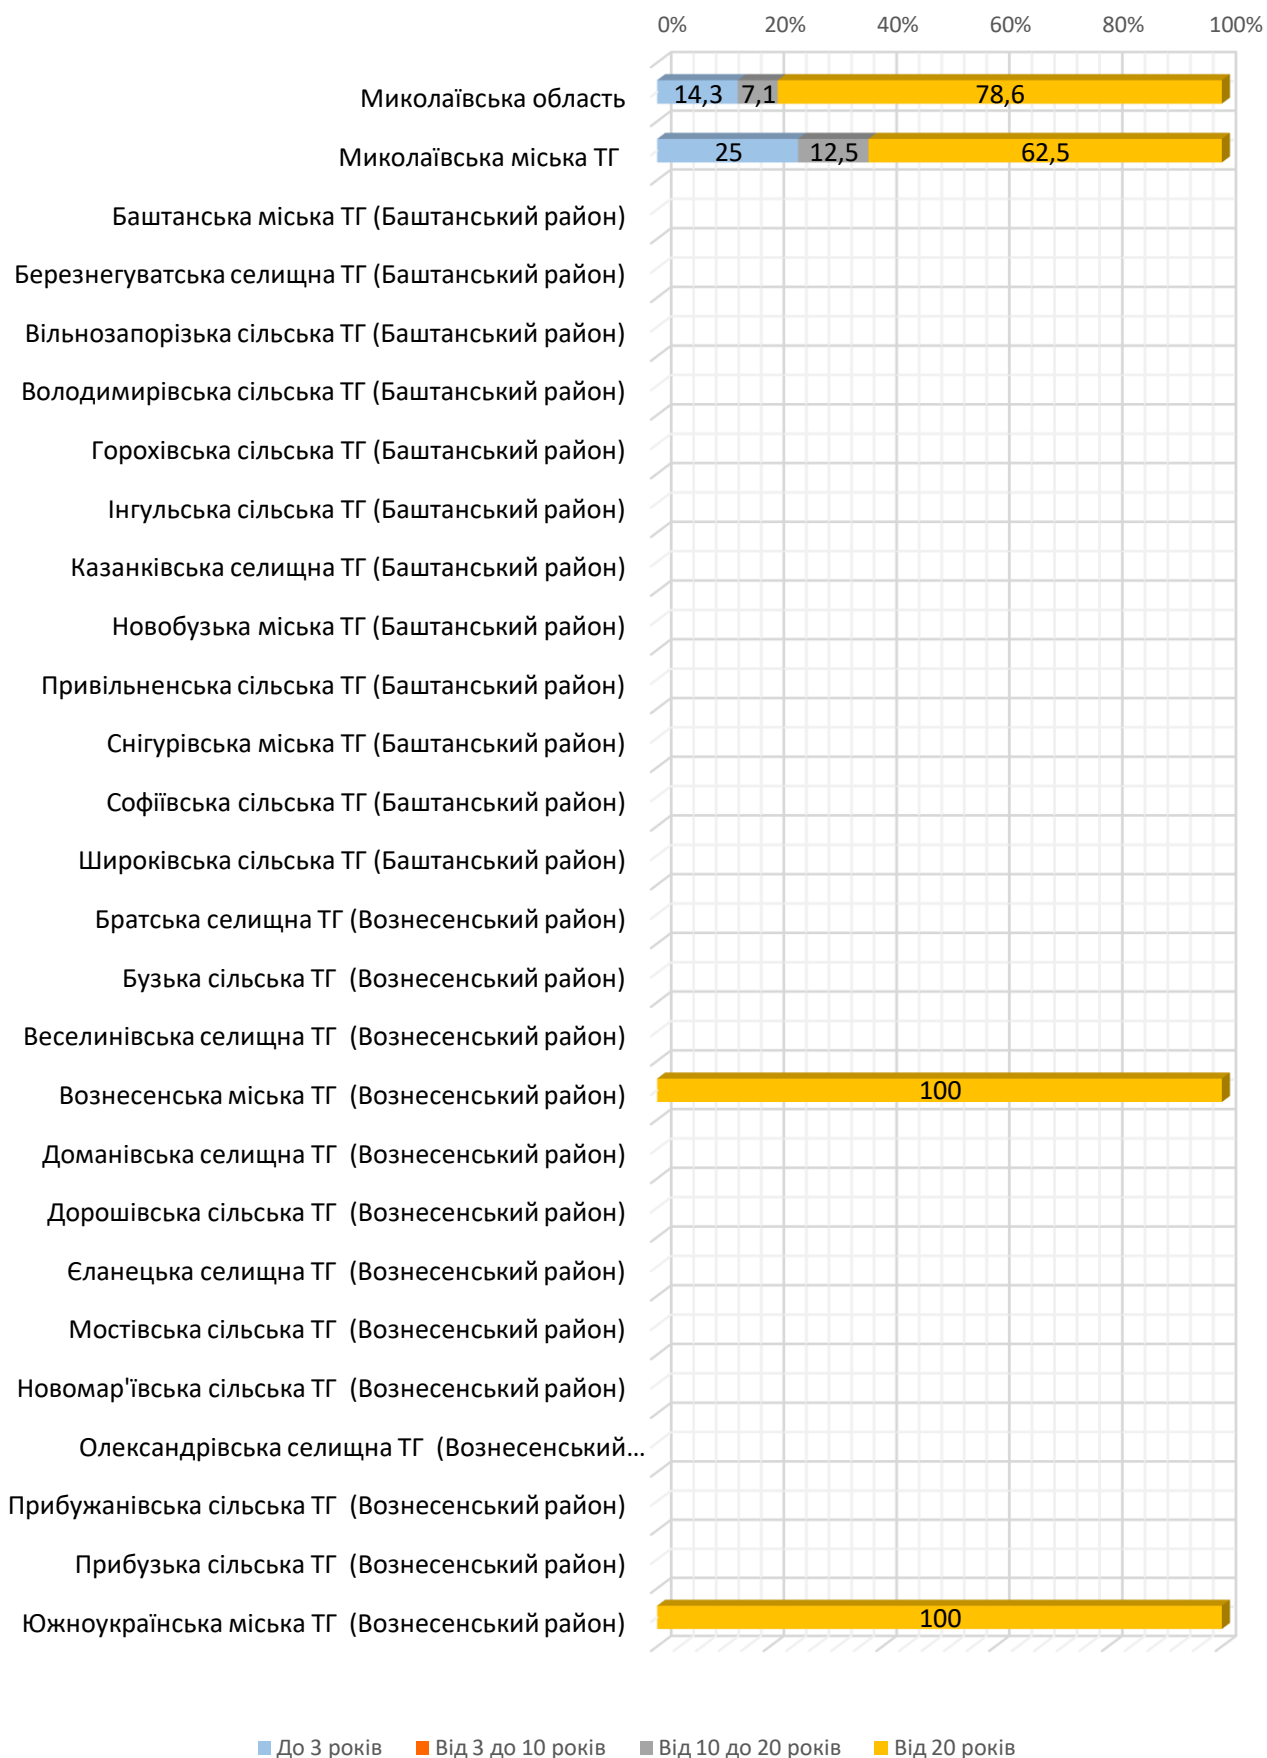 0% 20% 40% 60% 80% 100%
Миколаївська область 14,3 7,1 78,6
Миколаївська міська ТГ 25 12,5 62,5
Баштанська міська ТГ (Баштанський район)
Березнегуватська селищна ТГ (Баштанський район)
Вільнозапорізька сільська ТГ (Баштанський район)
Володимирівська сільська ТГ (Баштанський район)
Горохівська сільська ТГ (Баштанський район)
Інгульська сільська ТГ (Баштанський район)
Казанківська селищна ТГ (Баштанський район)
Новобузька міська ТГ (Баштанський район)
Привільненська сільська ТГ (Баштанський район)
Снігурівська міська ТГ (Баштанський район)
Софіївська сільська ТГ (Баштанський район)
Широківська сільська ТГ (Баштанський район)
Братська селищна ТГ (Вознесенський район)
Бузька сільська ТГ (Вознесенський район)
Веселинівська селищна ТГ (Вознесенський район)
Вознесенська міська ТГ (Вознесенський район) 100
Доманівська селищна ТГ (Вознесенський район)
Дорошівська сільська ТГ (Вознесенський район)
Єланецька селищна ТГ (Вознесенський район)
Мостівська сільська ТГ (Вознесенський район)
Новомар'ївська сільська ТГ (Вознесенський район)
Олександрівська селищна ТГ (Вознесенський...
Прибужанівська сільська ТГ (Вознесенський район)
Прибузька сільська ТГ (Вознесенський район)
Южноукраїнська міська ТГ (Вознесенський район) 100
До 3 років Від 3 до 10 років Від 10 до 20 років Від 20 років